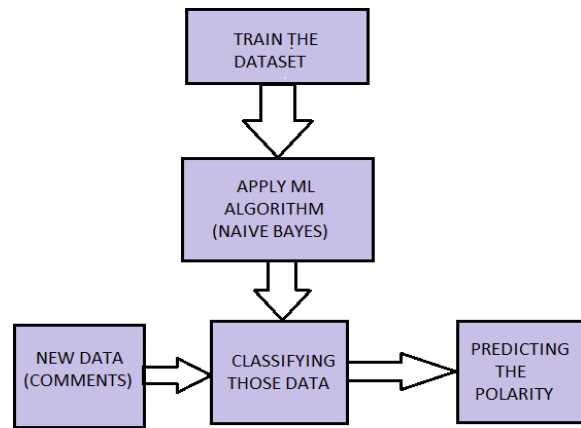 TRAIN THE
DATASET
APPLY ML
ALGORITHM
(NAIVE BAYES)
NEW DATA
(COMMENTS)
CLASSIFYING
THOSE DATA
PREDICTING
THE
POLARITY